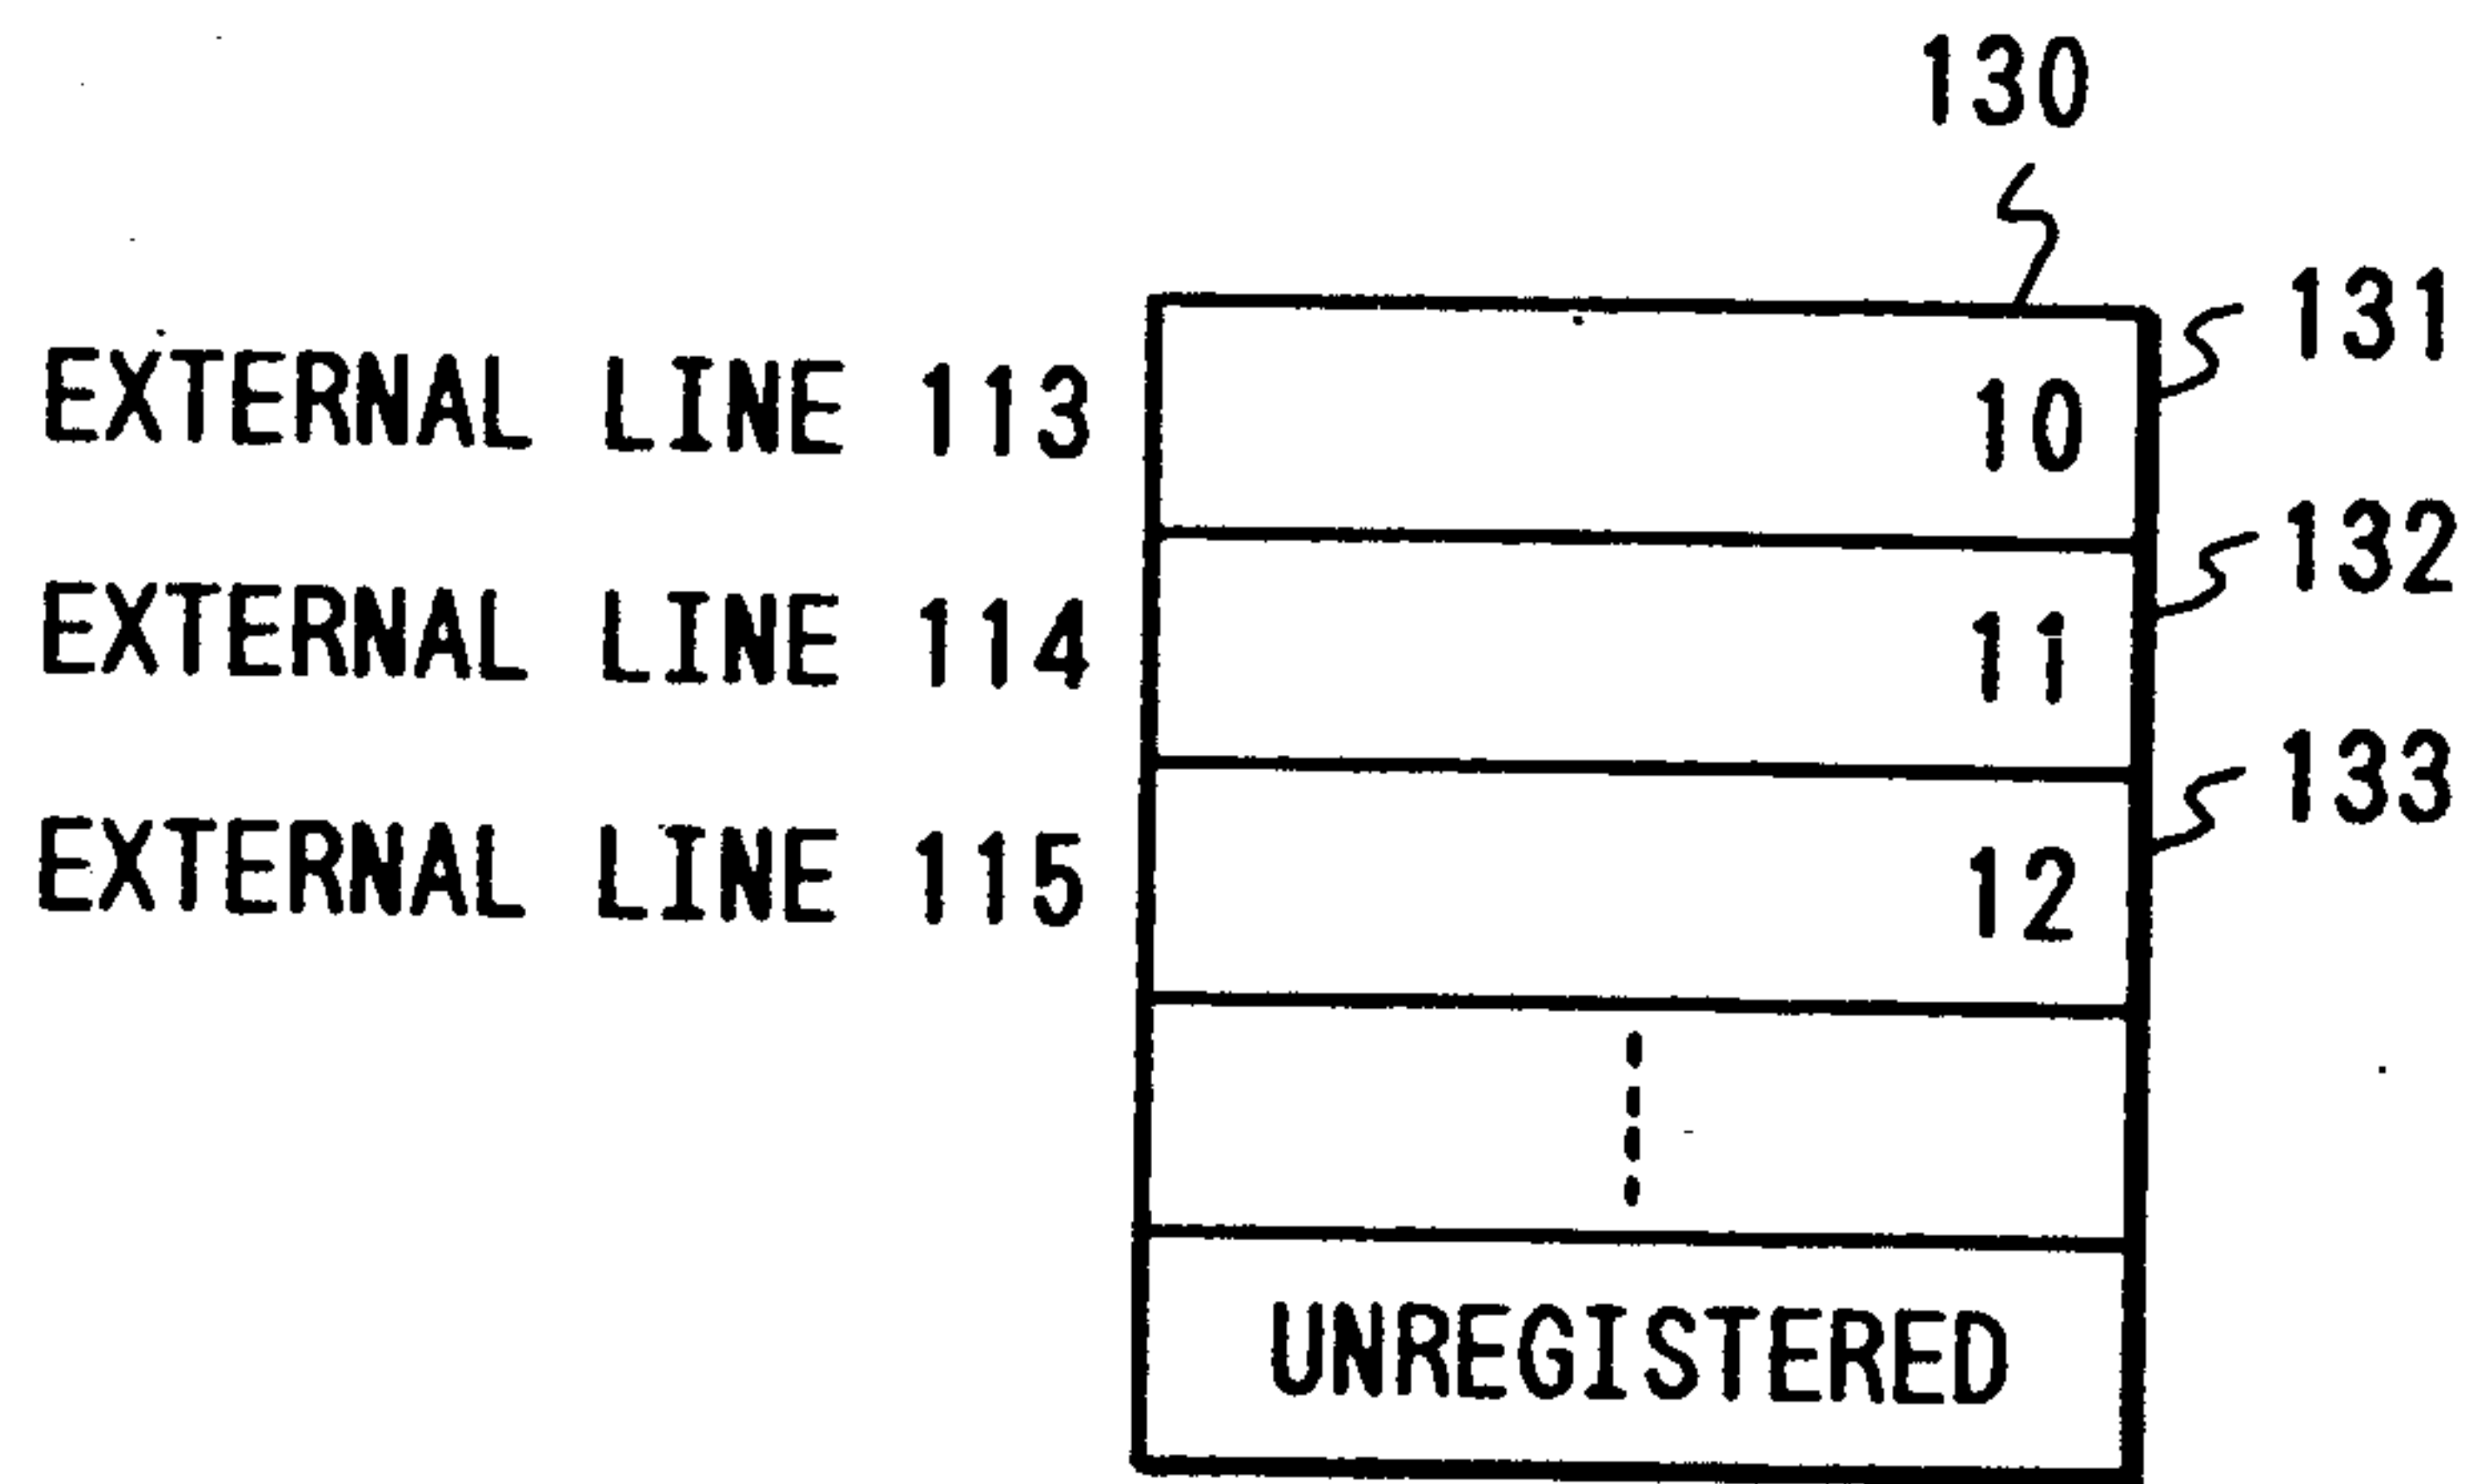 130
131
EXTERNAL LINE 113 10
132
EXTERNAL LINE 114 11
133
EXTERNAL LINE 115 12
UNREGISTERED